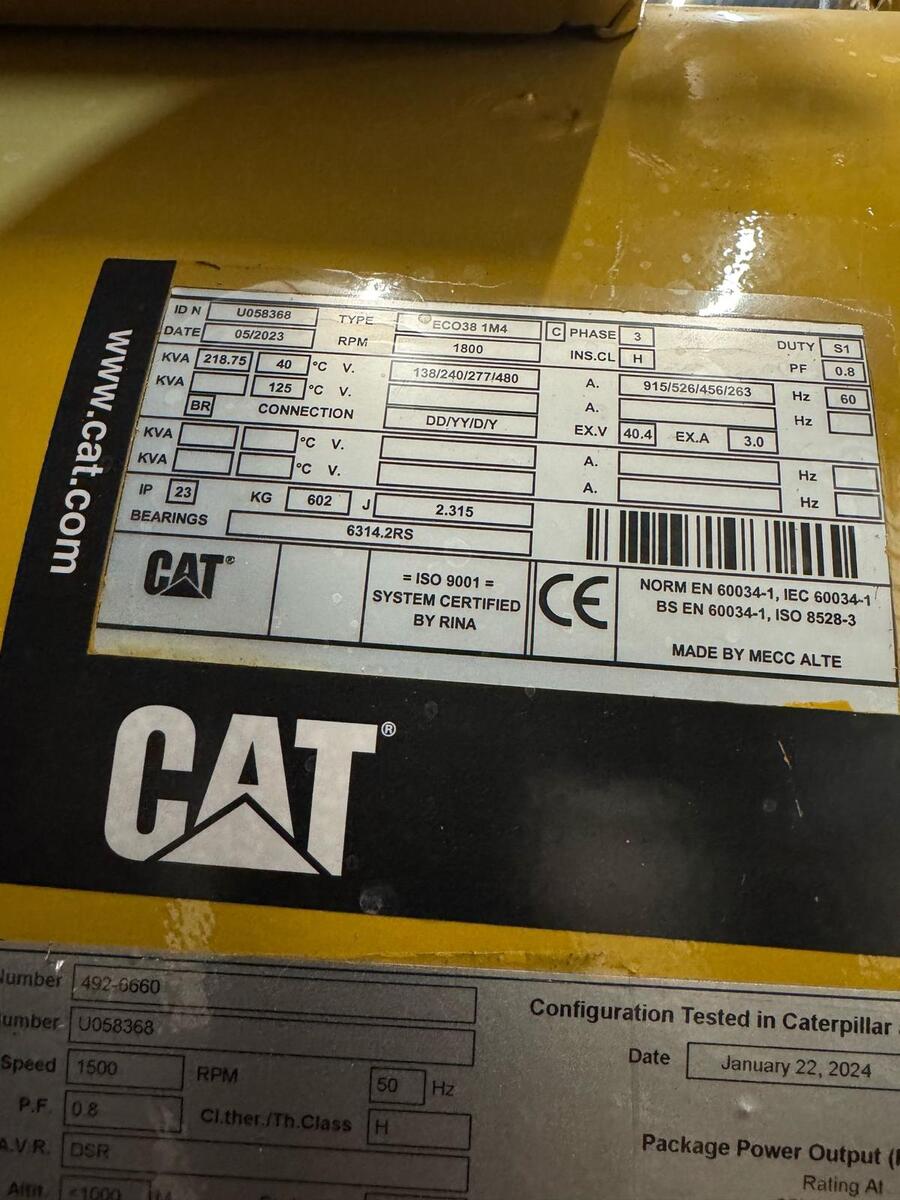 www.cat.com
ID N U058368 TYPE ECO38 1M4 C PHASE 3 DUTY S1
DATE 05/2023 RPM 1800 INS.CL H PF 0.8
KVA 218.75 40 °C V. 138/240/277/480 A. 915/526/456/263 Hz 60
KVA 125 °C V. A. Hz
BR CONNECTION DD/YY/D/Y EX.V 40.4 EX.A 3.0
KVA °C V. A. Hz
KVA °C V. A. Hz
IP 23 KG 602 J 2.315
BEARINGS 6314.2RS
CAT®
= ISO 9001 =
SYSTEM CERTIFIED
BY RINA
CE
NORM EN 60034-1, IEC 60034-1
BS EN 60034-1, ISO 8528-3
MADE BY MECC ALTE
CAT®
Number 492-6660
umber U058368
Speed 1500 RPM 50 Hz
P.F. 0.8 Cl.ther./Th.Class H
A.V.R. DSR
Altit. ≤1000 M
Configuration Tested in Caterpillar
Date January 22, 2024
Package Power Output (
Rating At